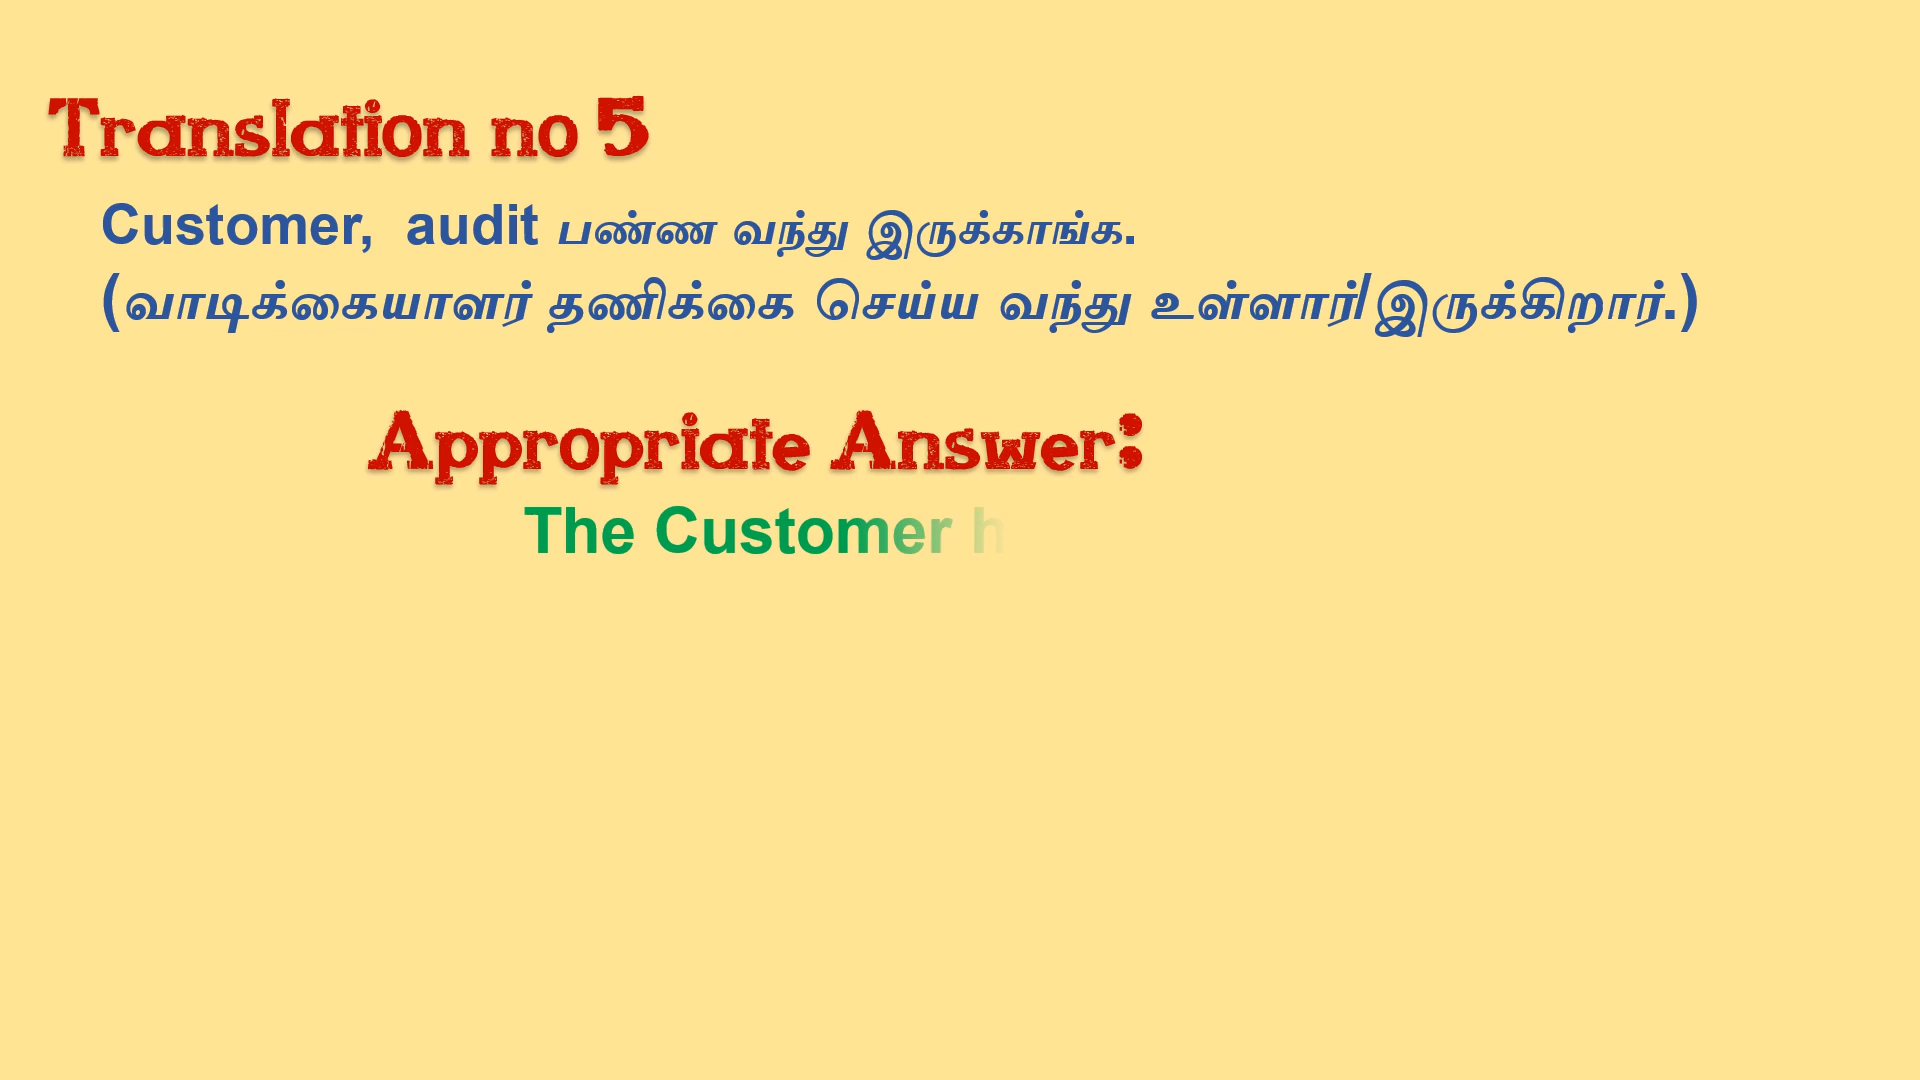 Translation no 5
Customer, audit பண்ண வந்து இருக்காங்க.
(வாடிக்கையாளர் தணிக்கை செய்ய வந்து உள்ளார்/இருக்கிறார்.)
Appropriate Answer:
The Customer h